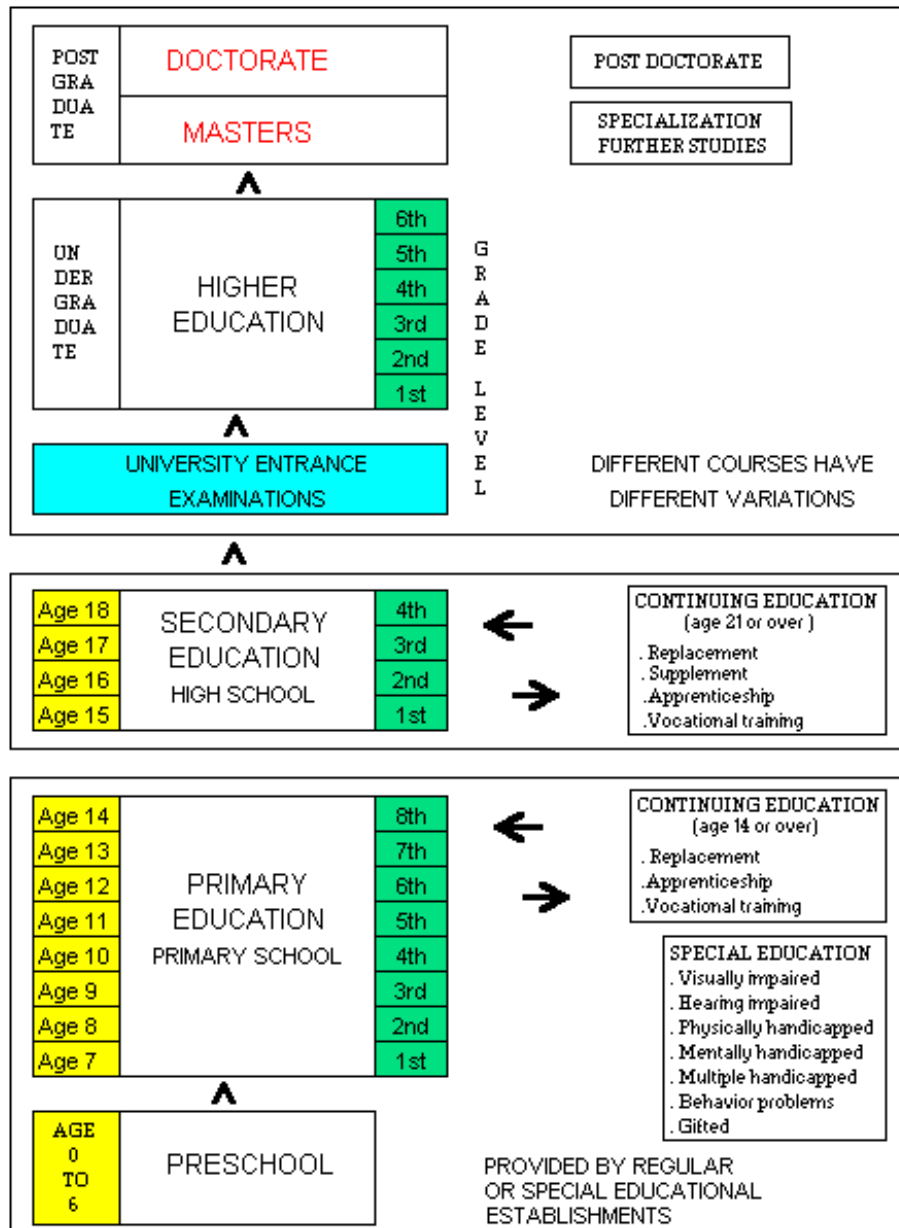 POST
GRA
DUA
TE
DOCTORATE
MASTERS
POST DOCTORATE
SPECIALIZATION
FURTHER STUDIES
UN
DER
GRA
DUA
TE
HIGHER
EDUCATION
6th
5th
4th
3rd
2nd
1st
G
R
A
D
E
L
E
V
E
L
UNIVERSITY ENTRANCE
EXAMINATIONS
DIFFERENT COURSES HAVE
DIFFERENT VARIATIONS
Age 18
Age 17
Age 16
Age 15
SECONDARY
EDUCATION
HIGH SCHOOL
4th
3rd
2nd
1st
CONTINUING EDUCATION
(age 21 or over )
. Replacement
. Supplement
.Apprenticeship
.Vocational training
Age 14
Age 13
Age 12
Age 11
Age 10
Age 9
Age 8
Age 7
PRIMARY
EDUCATION
PRIMARY SCHOOL
8th
7th
6th
5th
4th
3rd
2nd
1st
CONTINUING EDUCATION
(age 14 or over)
. Replacement
.Apprenticeship
.Vocational training
SPECIAL EDUCATION
. Visually impaired
. Hearing impaired
. Physically handicapped
. Mentally handicapped
. Multiple handicapped
. Behavior problems
. Gifted
AGE
0
TO
6
PRESCHOOL
PROVIDED BY REGULAR
OR SPECIAL EDUCATIONAL
ESTABLISHMENTS